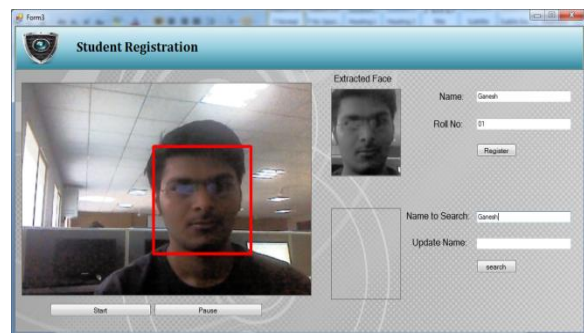 Form3
Student Registration
Extracted Face
Name: Ganesh
Roll No: 01
Register
Name to Search: Ganesh
Update Name:
search
Start
Pause